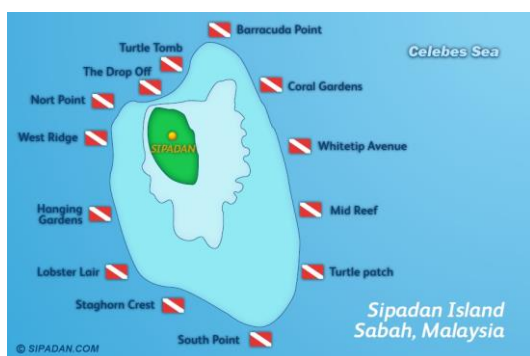 Barracuda Point
Turtle Tomb
Celebes Sea
The Drop Off
Coral Gardens
Nort Point
West Ridge
SIPADAN
Whitetip Avenue
Hanging
Gardens
Mid Reef
Lobster Lair
Turtle patch
Staghorn Crest
Sipadan Island
Sabah, Malaysia
South Point
© SIPADAN.COM